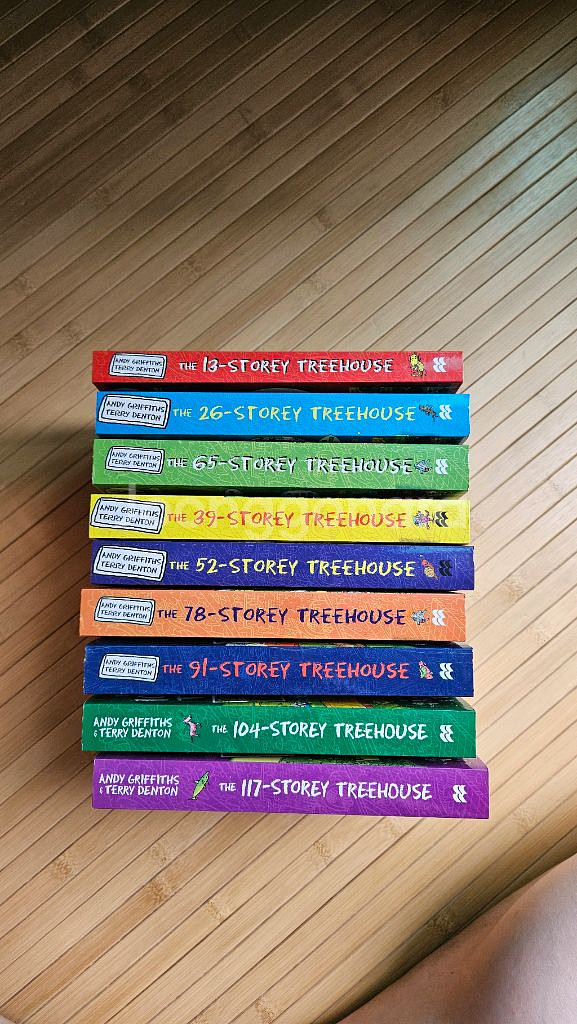 ANDY GRIFFITHS
TERRY DENTON
THE 13-STOREY TREEHOUSE
ANDY GRIFFITHS
TERRY DENTON
THE 26-STOREY TREEHOUSE
ANDY GRIFFITHS
TERRY DENTON
THE 65-STOREY TREEHOUSE
ANDY GRIFFITHS
TERRY DENTON
THE 39-STOREY TREEHOUSE
ANDY GRIFFITHS
TERRY DENTON
THE 52-STOREY TREEHOUSE
ANDY GRIFFITHS
TERRY DENTON
THE 78-STOREY TREEHOUSE
ANDY GRIFFITHS
TERRY DENTON
THE 91-STOREY TREEHOUSE
ANDY GRIFFITHS
& TERRY DENTON
THE 104-STOREY TREEHOUSE
ANDY GRIFFITHS
& TERRY DENTON
THE 117-STOREY TREEHOUSE